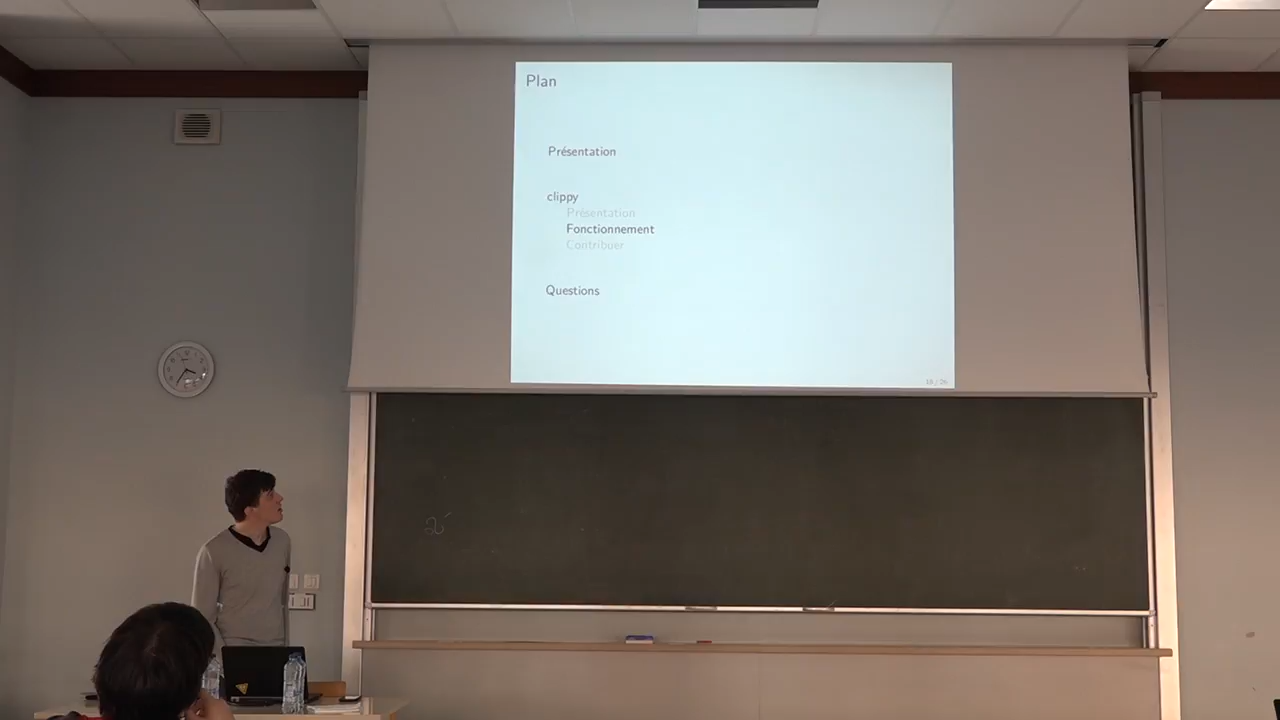 Plan
Présentation
clippy
Présentation
Fonctionnement
Contribuer
Questions